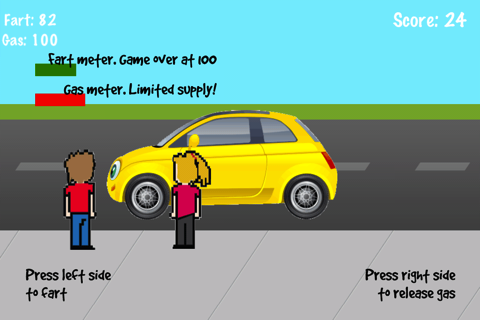 Fart: 82
Score: 24
Gas: 100
Fart meter. Game over at 100
Gas meter. Limited supply!
Press left side
to fart
Press right side
to release gas